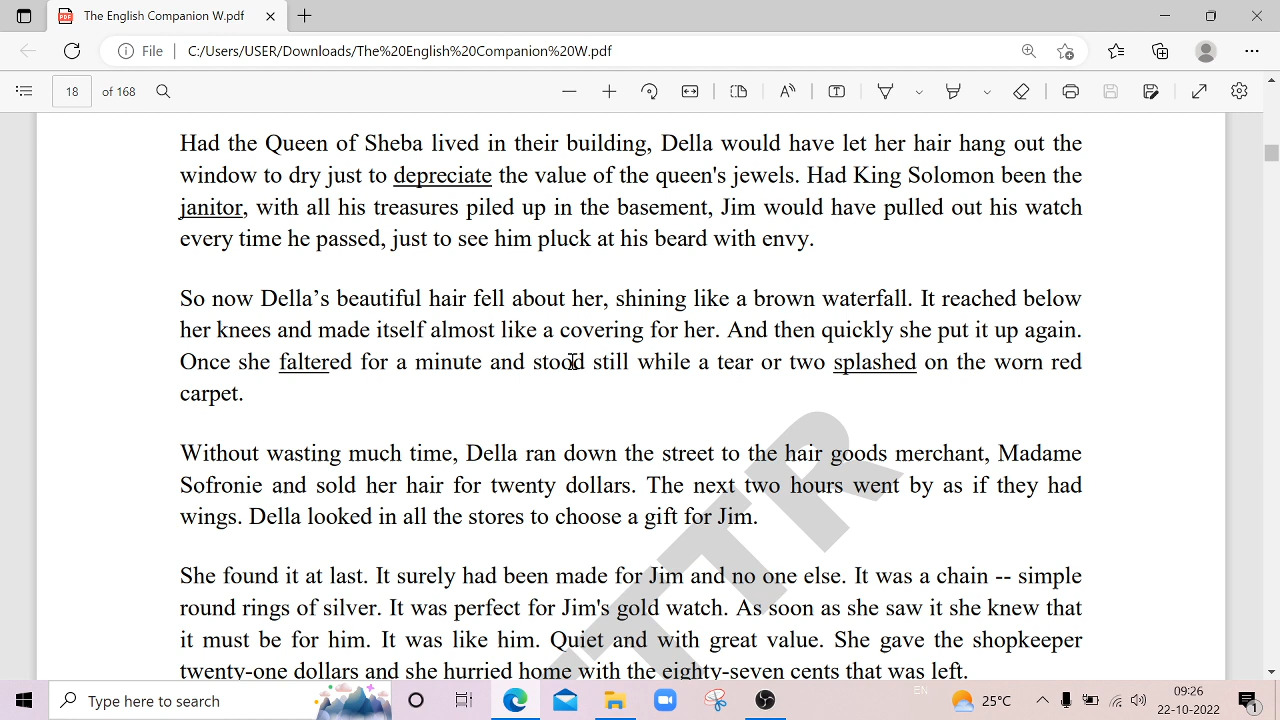 The English Companion W.pdf
File
C:/Users/USER/Downloads/The%20English%20Companion%20W.pdf
18 of 168
Had the Queen of Sheba lived in their building, Della would have let her hair hang out the
window to dry just to depreciate the value of the queen's jewels. Had King Solomon been the
janitor, with all his treasures piled up in the basement, Jim would have pulled out his watch
every time he passed, just to see him pluck at his beard with envy.
So now Della’s beautiful hair fell about her, shining like a brown waterfall. It reached below
her knees and made itself almost like a covering for her. And then quickly she put it up again.
Once she faltered for a minute and stood still while a tear or two splashed on the worn red
carpet.
Without wasting much time, Della ran down the street to the hair goods merchant, Madame
Sofronie and sold her hair for twenty dollars. The next two hours went by as if they had
wings. Della looked in all the stores to choose a gift for Jim.
She found it at last. It surely had been made for Jim and no one else. It was a chain -- simple
round rings of silver. It was perfect for Jim's gold watch. As soon as she saw it she knew that
it must be for him. It was like him. Quiet and with great value. She gave the shopkeeper
twenty-one dollars and she hurried home with the eighty-seven cents that was left.
TTR
Type here to search
25°C
EN
09:26
22-10-2022
1